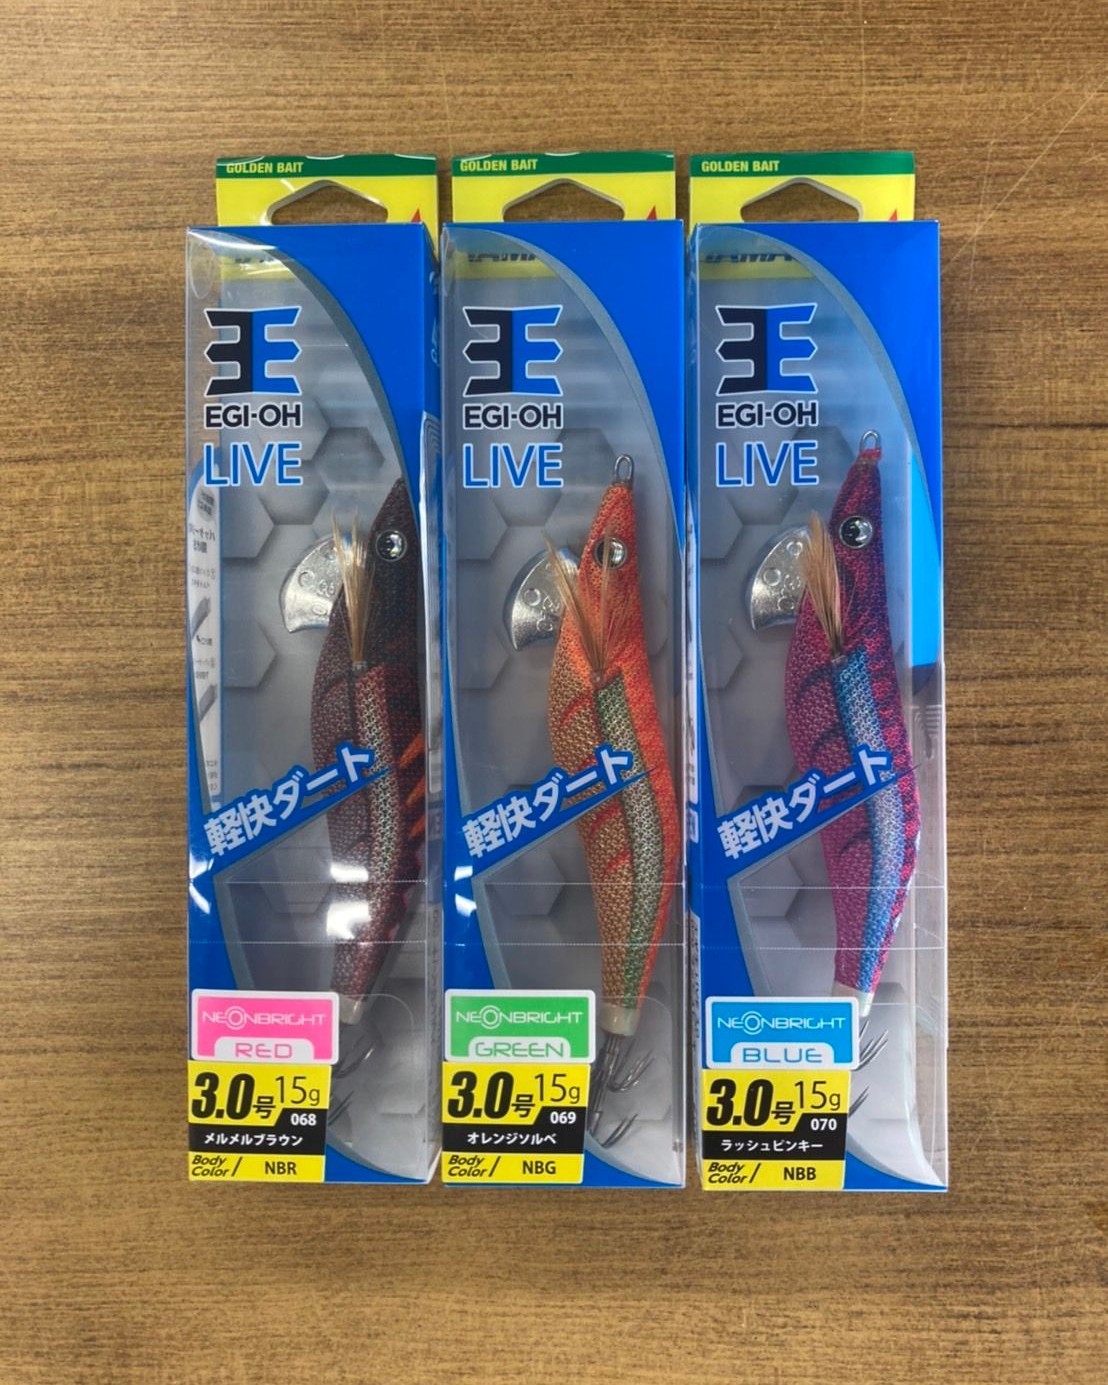 GOLDEN BAIT
EGI-OH
LIVE
軽快ダート
NEONBRIGHT
RED
3.0号 15g
068
メルメルブラウン
Body Color / NBR
GOLDEN BAIT
EGI-OH
LIVE
軽快ダート
NEONBRIGHT
GREEN
3.0号 15g
069
オレンジソルベ
Body Color / NBG
GOLDEN BAIT
EGI-OH
LIVE
軽快ダート
NEONBRIGHT
BLUE
3.0号 15g
070
ラッシュピンキー
Body Color / NBB